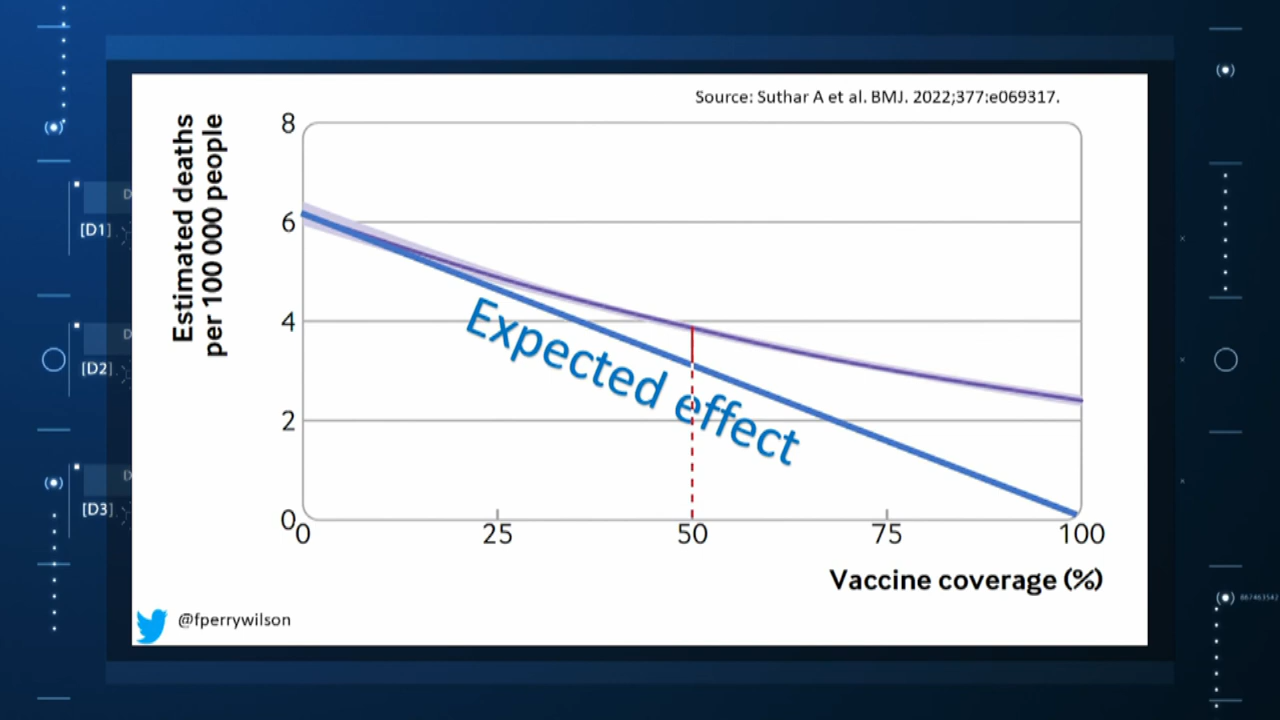 Source: Suthar A et al. BMJ. 2022;377:e069317.
Estimated deaths
per 100 000 people
8
6
4
2
0
Expected effect
0 25 50 75 100
Vaccine coverage (%)
@fperrywilson
D
[D1]
D
[D2]
D
[D3]